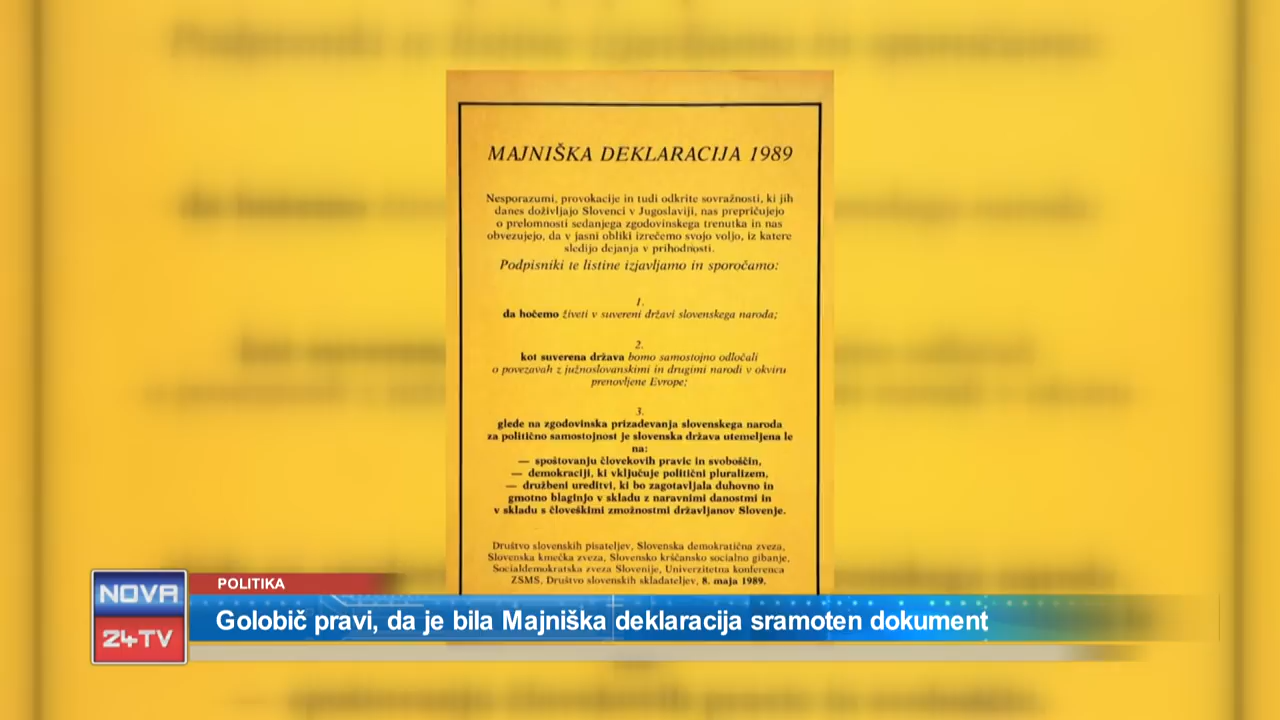 MAJNIŠKA DEKLARACIJA 1989
Nesporazumi, provokacije in tudi odkrite sovražnosti, ki jih
danes doživljajo Slovenci v Jugoslaviji, nas prepričujejo
o prelomnosti sedanjega zgodovinskega trenutka in nas
obvezujejo, da v jasni obliki izrečemo svojo voljo, iz katere
sledijo dejanja v prihodnosti.
Podpisniki te listine izjavljamo in sporočamo:
1.
da hočemo živeti v suvereni državi slovenskega naroda;
2.
kot suverena država bomo samostojno odločali
o povezavah z južnoslovanskimi in drugimi narodi v okviru
prenovljene Evrope;
3.
glede na zgodovinska prizadevanja slovenskega naroda
za politično samostojnost je slovenska država utemeljena le
na:
— spoštovanju človekovih pravic in svoboščin,
— demokraciji, ki vključuje politični pluralizem,
— družbeni ureditvi, ki bo zagotavljala duhovno in
gmotno blaginjo v skladu z naravnimi danostmi in
v skladu s človeškimi zmožnostmi državljanov Slovenije.
Društvo slovenskih pisateljev, Slovenska demokratična zveza,
Slovenska kmečka zveza, Slovensko krščansko socialno gibanje,
Socialdemokratska zveza Slovenije, Univerzitetna konferenca
ZSMS, Društvo slovenskih skladateljev, 8. maja 1989.
POLITIKA
NOVA
24TV
Golobič pravi, da je bila Majniška deklaracija sramoten dokument